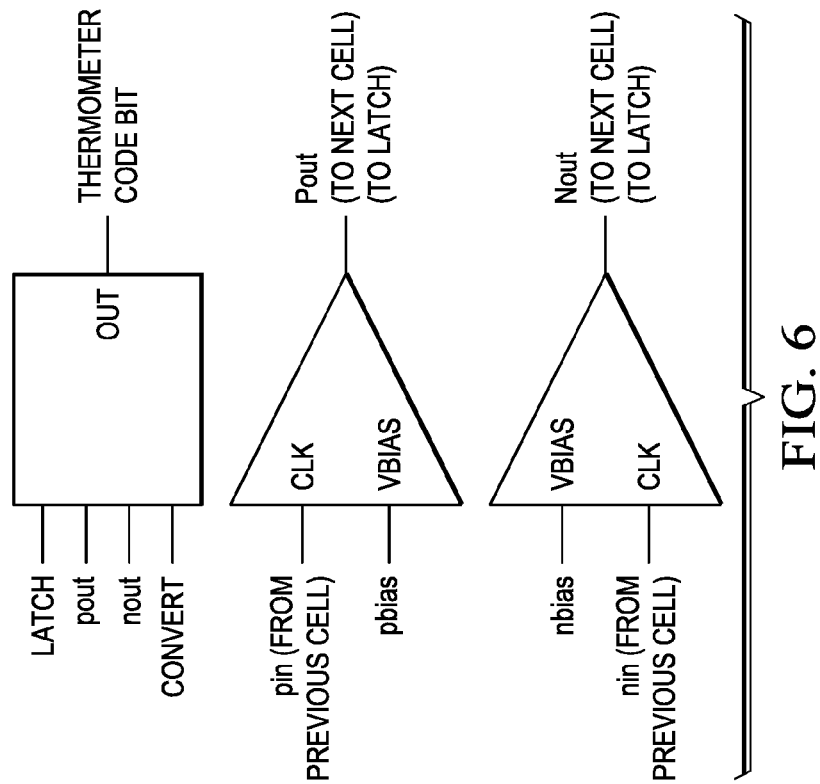 LATCH
pout
nout
CONVERT
OUT
THERMOMETER
CODE BIT
pin (FROM
PREVIOUS CELL)
pbias
CLK
VBIAS
Pout
(TO NEXT CELL)
(TO LATCH)
nbias
nin (FROM
PREVIOUS CELL)
VBIAS
CLK
Nout
(TO NEXT CELL)
(TO LATCH)
FIG. 6